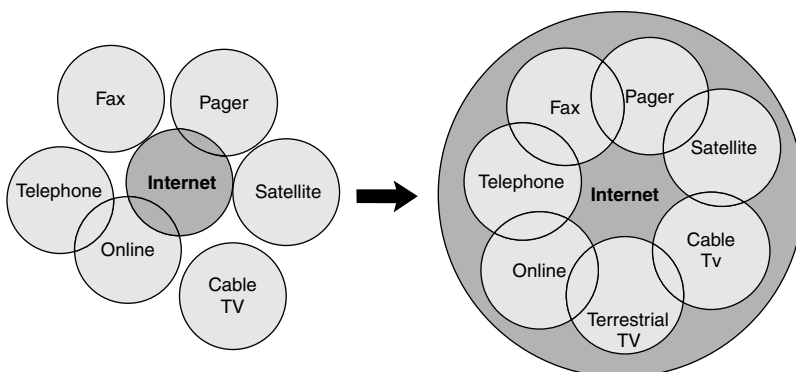 Fax
Pager
Telephone
Internet
Satellite
Online
Cable
TV
Fax
Pager
Satellite
Telephone
Internet
Cable
Tv
Online
Terrestrial
TV